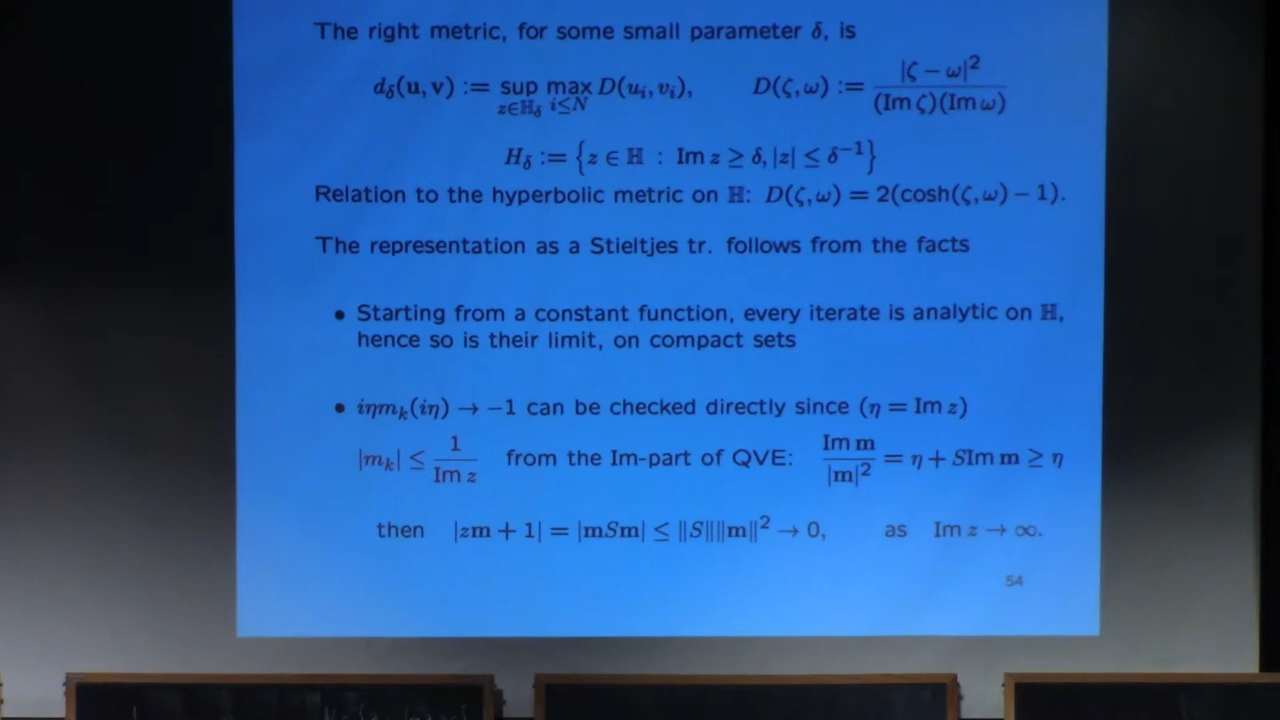 The right metric, for some small parameter δ, is
d_δ(u, v) := sup_{z∈ℍ_δ} max_{i≤N} D(u_i, v_i), D(ζ, ω) := |ζ − ω|² / (Im ζ)(Im ω)
H_δ := {z ∈ ℍ : Im z ≥ δ, |z| ≤ δ⁻¹}
Relation to the hyperbolic metric on ℍ: D(ζ, ω) = 2(cosh(ζ, ω) − 1).
The representation as a Stieltjes tr. follows from the facts
• Starting from a constant function, every iterate is analytic on ℍ,
hence so is their limit, on compact sets
• iηm_k(iη) → −1 can be checked directly since (η = Im z)
|m_k| ≤ 1 / Im z from the Im-part of QVE: Im m / |m|² = η + SIm m ≥ η
then |zm + 1| = |mSm| ≤ ‖S‖‖m‖² → 0, as Im z → ∞.
54